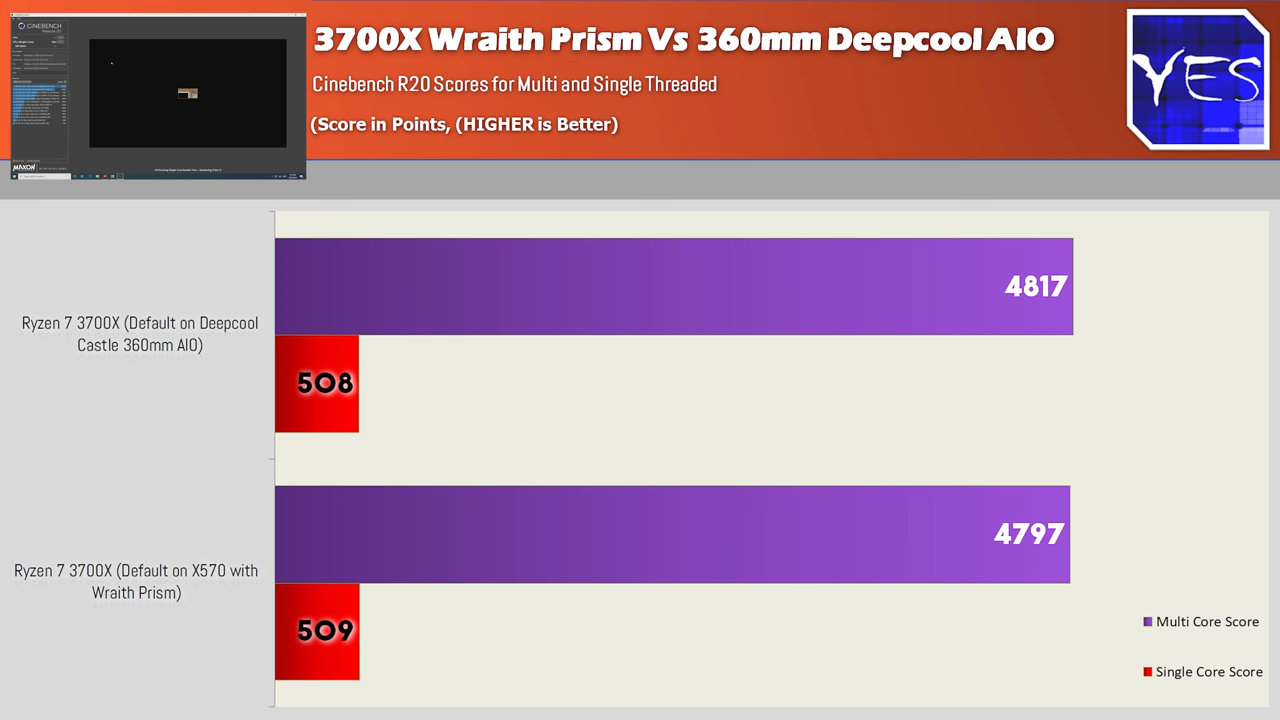 CINEBENCH
MAXON
3700X Wraith Prism Vs 360mm Deepcool AIO
Cinebench R20 Scores for Multi and Single Threaded
(Score in Points, (HIGHER is Better)
YES
Ryzen 7 3700X (Default on Deepcool
Castle 360mm AIO)
4817
508
Ryzen 7 3700X (Default on X570 with
Wraith Prism)
4797
509
Multi Core Score
Single Core Score